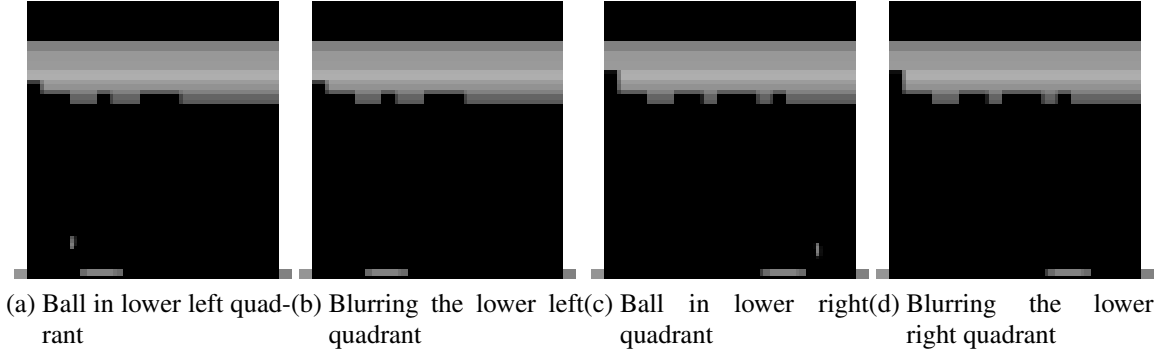 (a) Ball in lower left quad-
rant
(b) Blurring the lower left
quadrant
(c) Ball in lower right
quadrant
(d) Blurring the lower
right quadrant